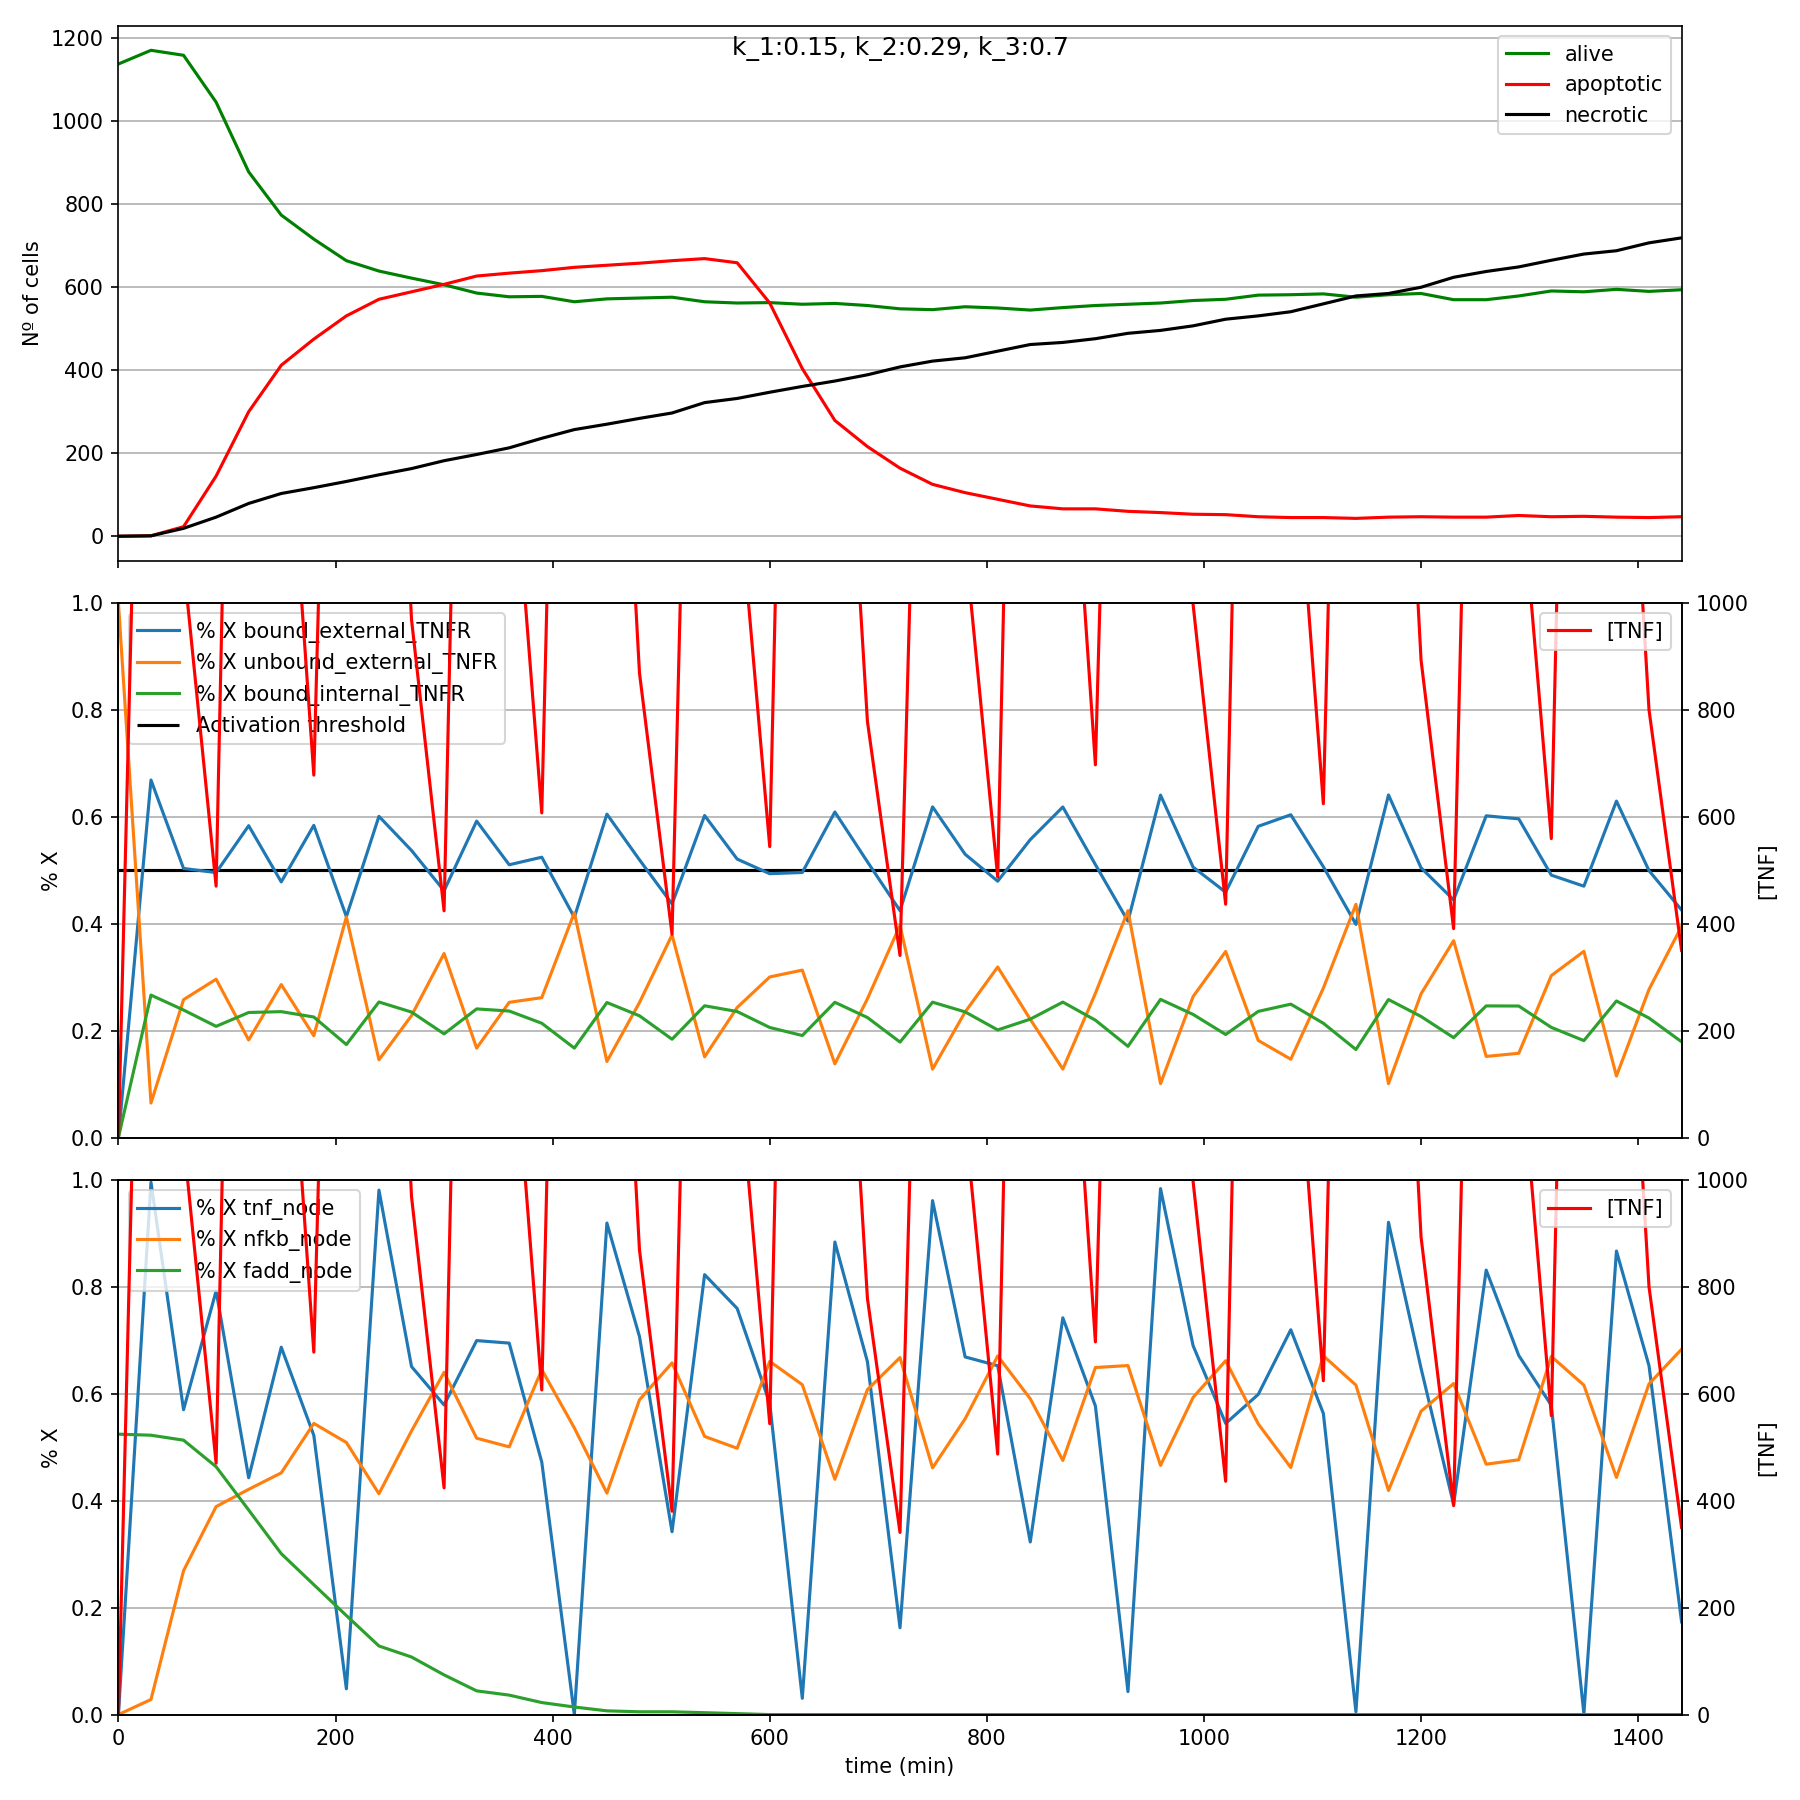 k_1:0.15, k_2:0.29, k_3:0.7
alive
apoptotic
necrotic
1200
1000
800
600
400
200
0
Nº of cells
% X bound_external_TNFR
% X unbound_external_TNFR
% X bound_internal_TNFR
Activation threshold
[TNF]
1.0
0.8
0.6
0.4
0.2
0.0
% X
1000
800
600
400
200
0
[TNF]
% X tnf_node
% X nfkb_node
% X fadd_node
[TNF]
1.0
0.8
0.6
0.4
0.2
0.0
% X
1000
800
600
400
200
0
[TNF]
0 200 400 600 800 1000 1200 1400
time (min)